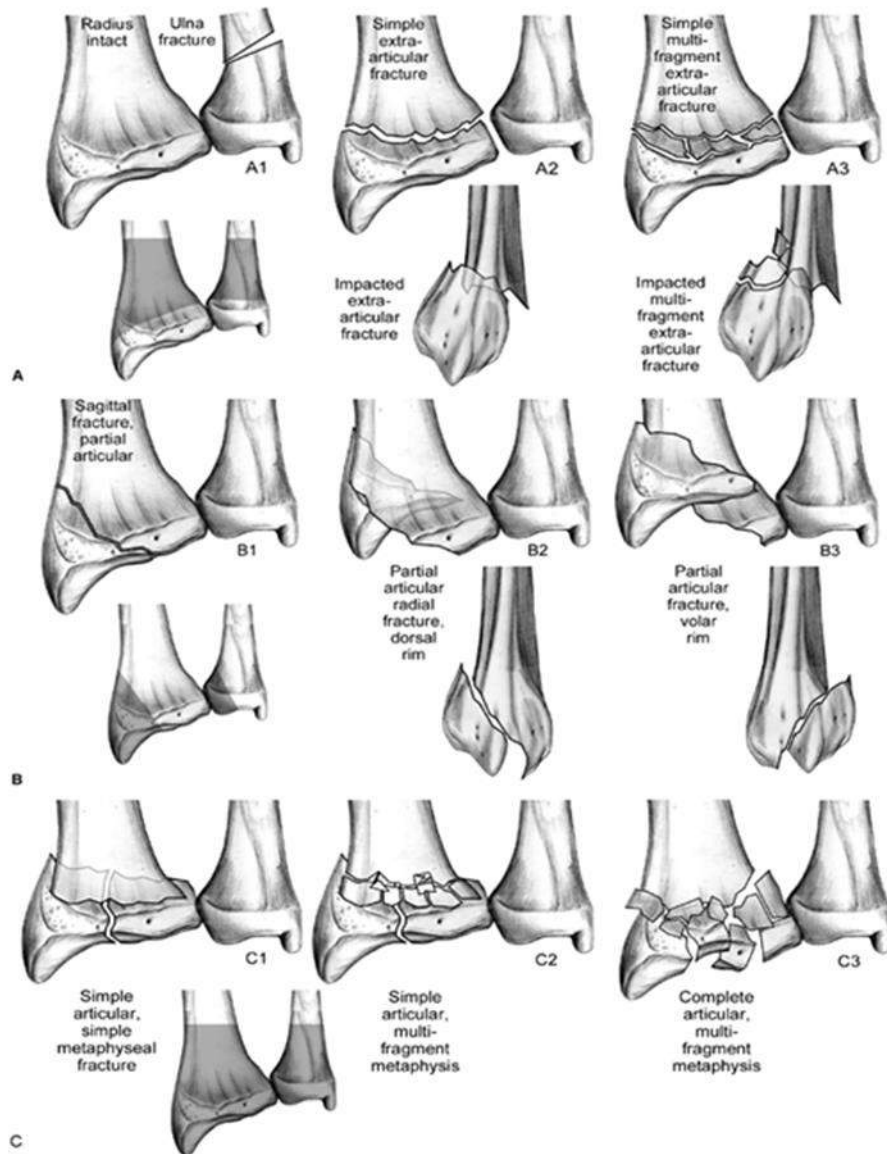 Radius
intact
Ulna
fracture
A1
Simple
extra-
articular
fracture
A2
Simple
multi-
fragment
extra-
articular
fracture
A3
Impacted
extra-
articular
fracture
Impacted
multi-
fragment
extra-
articular
fracture
A
Sagittal
fracture,
partial
articular
B1
B2
B3
Partial
articular
radial
fracture,
dorsal
rim
Partial
articular
fracture,
volar
rim
B
C1
C2
C3
Simple
articular,
simple
metaphyseal
fracture
Simple
articular,
multi-
fragment
metaphysis
Complete
articular,
multi-
fragment
metaphysis
C